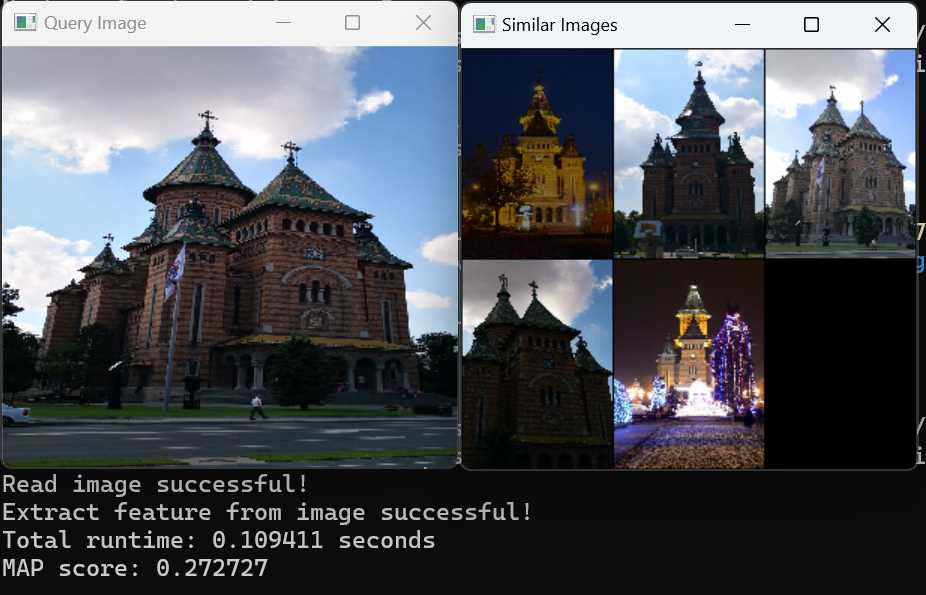 Query Image
Similar Images
Read image successful!
Extract feature from image successful!
Total runtime: 0.109411 seconds
MAP score: 0.272727